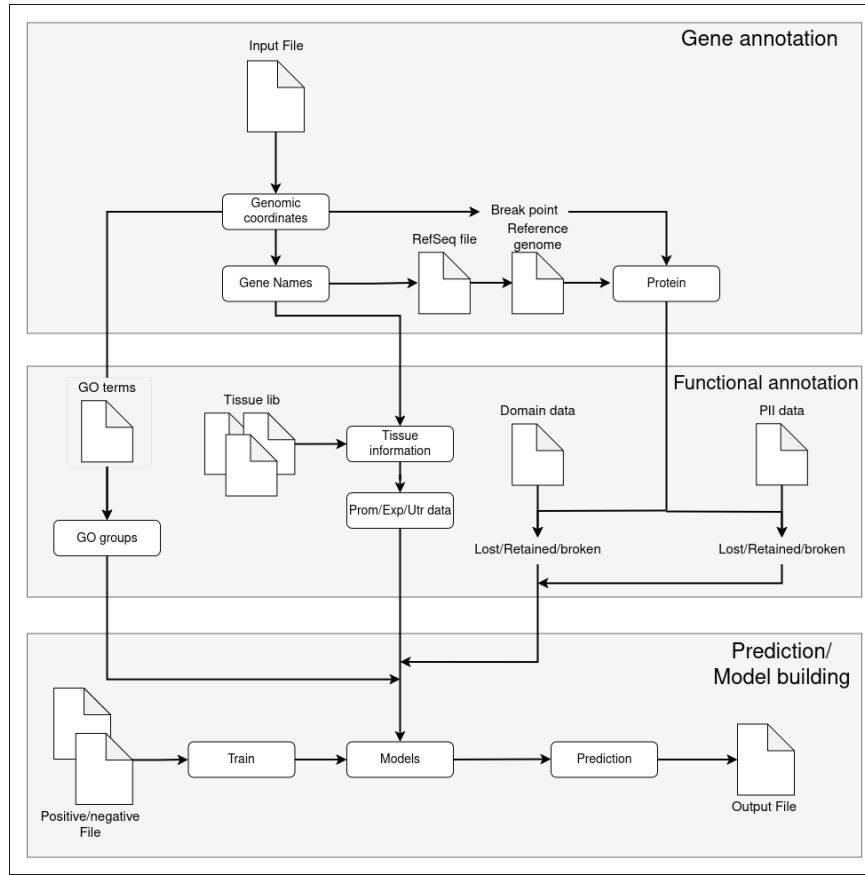 Gene annotation
Input File
Genomic
coordinates
Break point
RefSeq file
Reference
genome
Gene Names
Protein
Functional annotation
GO terms
Tissue lib
Domain data
PII data
Tissue
information
Prom/Exp/Utr data
GO groups
Lost/Retained/broken
Lost/Retained/broken
Prediction/
Model building
Train
Models
Prediction
Positive/negative
File
Output File